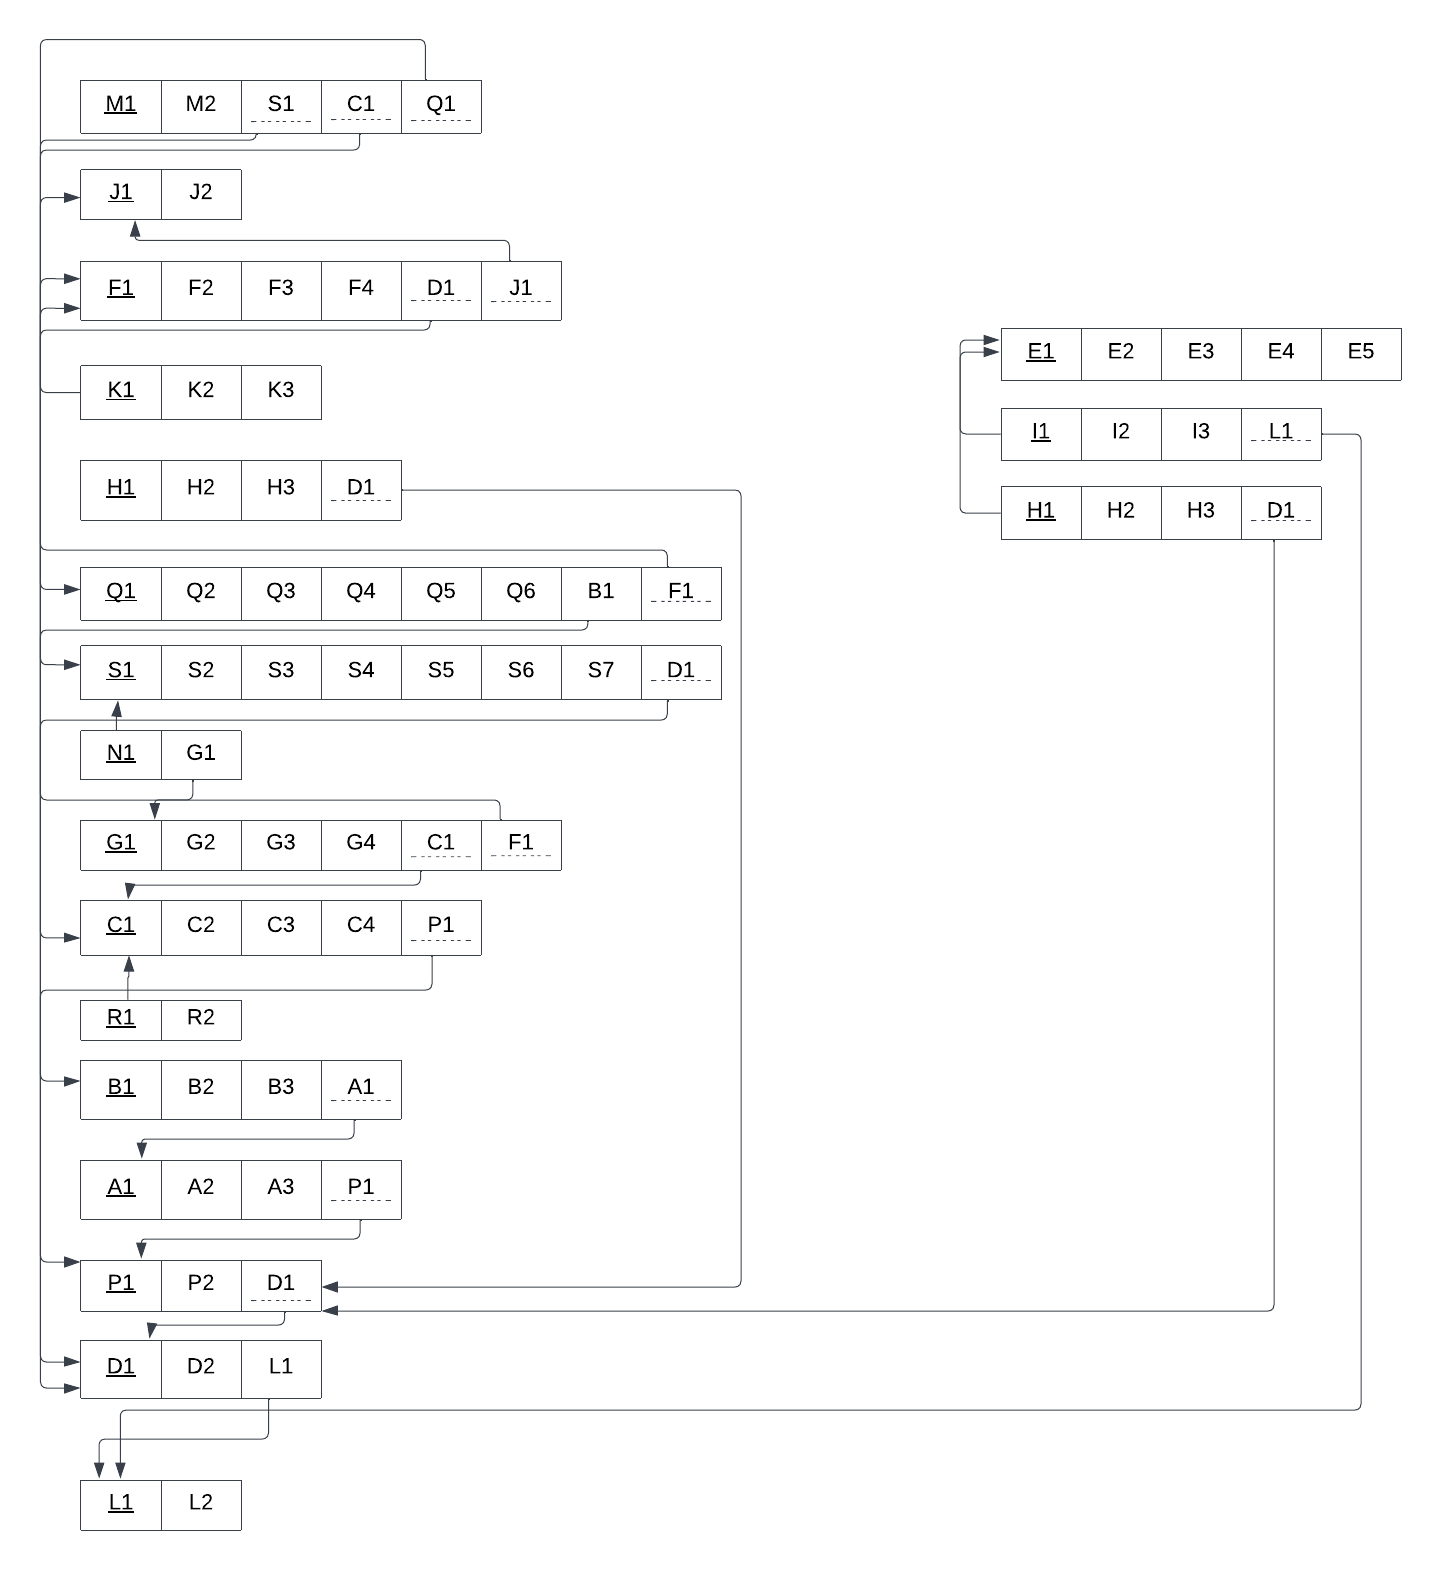 M1 M2 S1 C1 Q1
J1 J2
F1 F2 F3 F4 D1 J1
K1 K2 K3
H1 H2 H3 D1
Q1 Q2 Q3 Q4 Q5 Q6 B1 F1
S1 S2 S3 S4 S5 S6 S7 D1
N1 G1
G1 G2 G3 G4 C1 F1
C1 C2 C3 C4 P1
R1 R2
B1 B2 B3 A1
A1 A2 A3 P1
P1 P2 D1
D1 D2 L1
L1 L2
E1 E2 E3 E4 E5
I1 I2 I3 L1
H1 H2 H3 D1